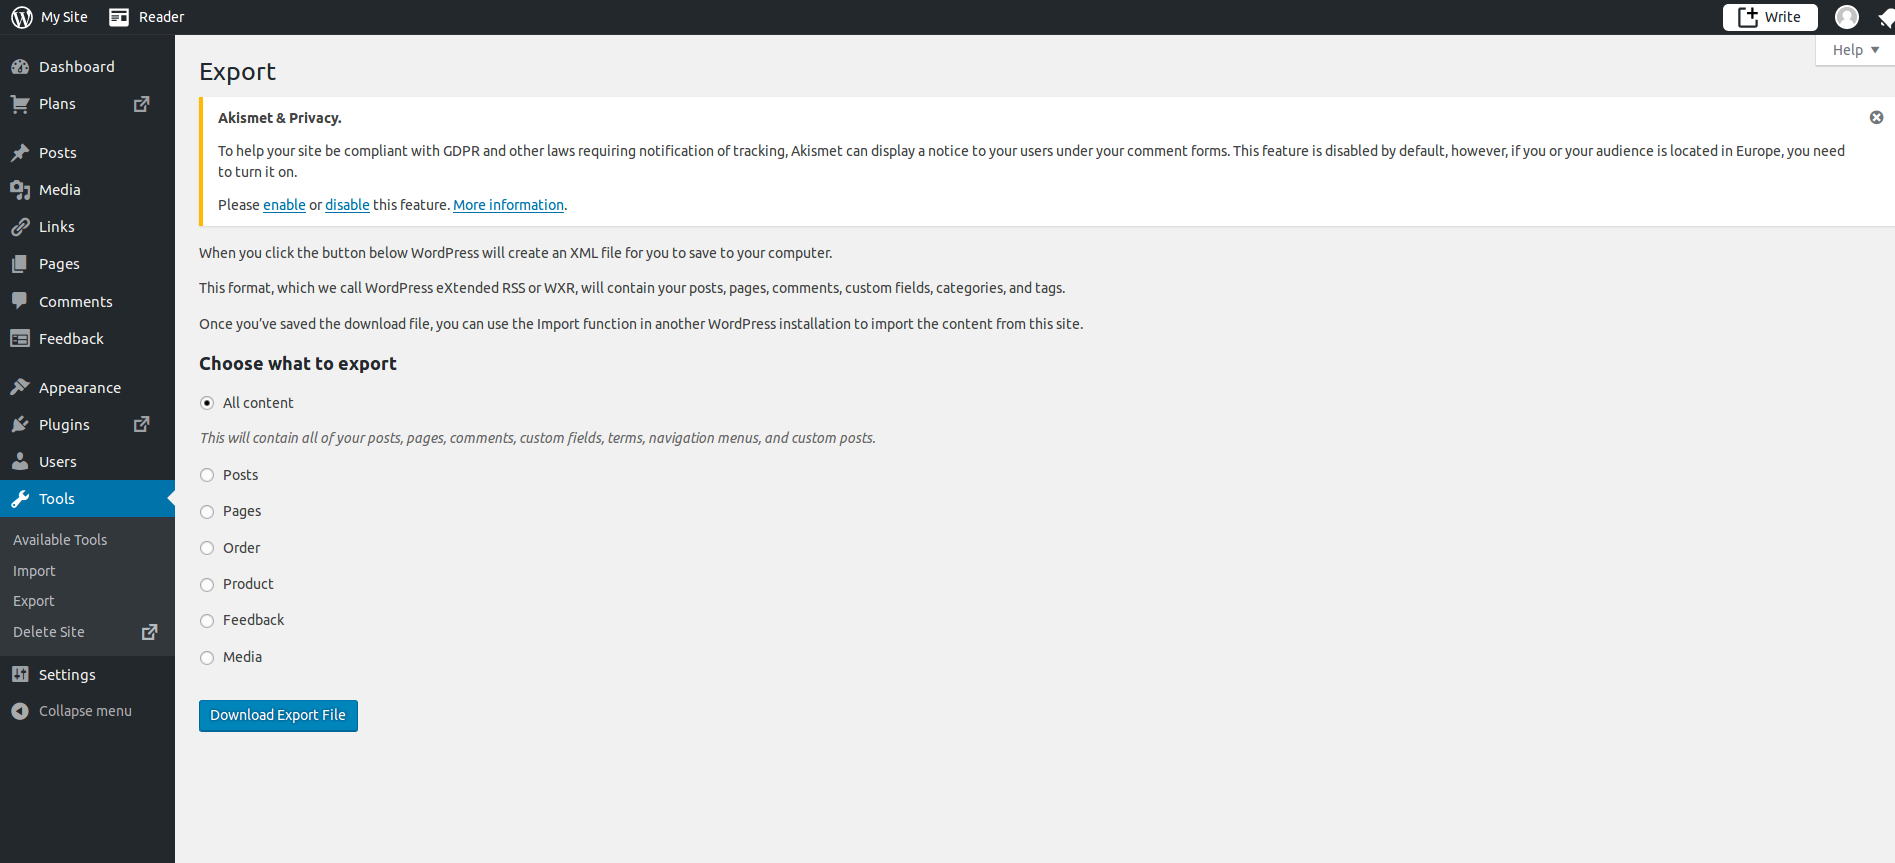 My Site
Reader
Write
Help
Dashboard
Plans
Posts
Media
Links
Pages
Comments
Feedback
Appearance
Plugins
Users
Tools
Available Tools
Import
Export
Delete Site
Settings
Collapse menu
Export
Akismet & Privacy.
To help your site be compliant with GDPR and other laws requiring notification of tracking, Akismet can display a notice to your users under your comment forms. This feature is disabled by default, however, if you or your audience is located in Europe, you need
to turn it on.
Please enable or disable this feature. More information.
When you click the button below WordPress will create an XML file for you to save to your computer.
This format, which we call WordPress eXtended RSS or WXR, will contain your posts, pages, comments, custom fields, categories, and tags.
Once you’ve saved the download file, you can use the Import function in another WordPress installation to import the content from this site.
Choose what to export
All content
This will contain all of your posts, pages, comments, custom fields, terms, navigation menus, and custom posts.
Posts
Pages
Order
Product
Feedback
Media
Download Export File